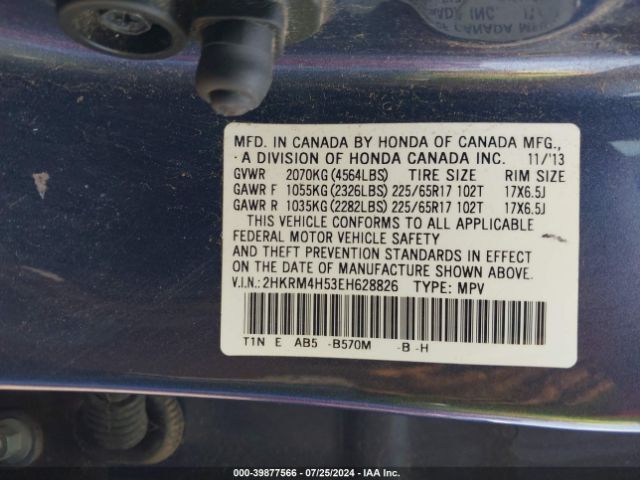 MFD. IN CANADA BY HONDA OF CANADA MFG.,
A DIVISION OF HONDA CANADA INC. 11/'13
GVWR 2070KG (4564LBS) TIRE SIZE RIM SIZE
GAWR F 1055KG (2326LBS) 225/65R17 102T 17X6.5J
GAWR R 1035KG (2282LBS) 225/65R17 102T 17X6.5J
THIS VEHICLE CONFORMS TO ALL APPLICABLE
FEDERAL MOTOR VEHICLE SAFETY
AND THEFT PREVENTION STANDARDS IN EFFECT
ON THE DATE OF MANUFACTURE SHOWN ABOVE.
V.I.N.: 2HKRM4H53EH628826 TYPE: MPV
T1N E AB5 -B570M -B -H
000-39877566 | 07/25/2024 | IAA Inc.